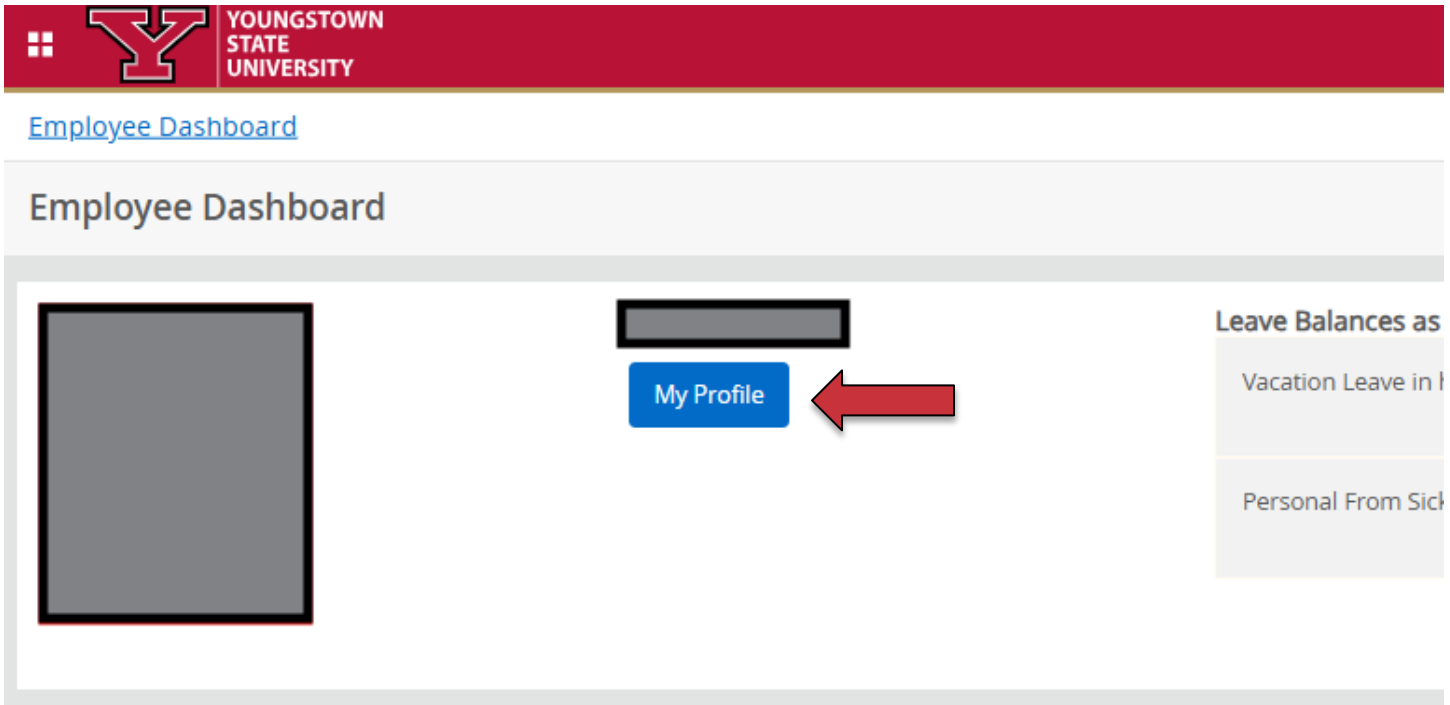 YOUNGSTOWN
STATE
UNIVERSITY
Employee Dashboard
Employee Dashboard
My Profile
Leave Balances as
Vacation Leave in
Personal From Sick